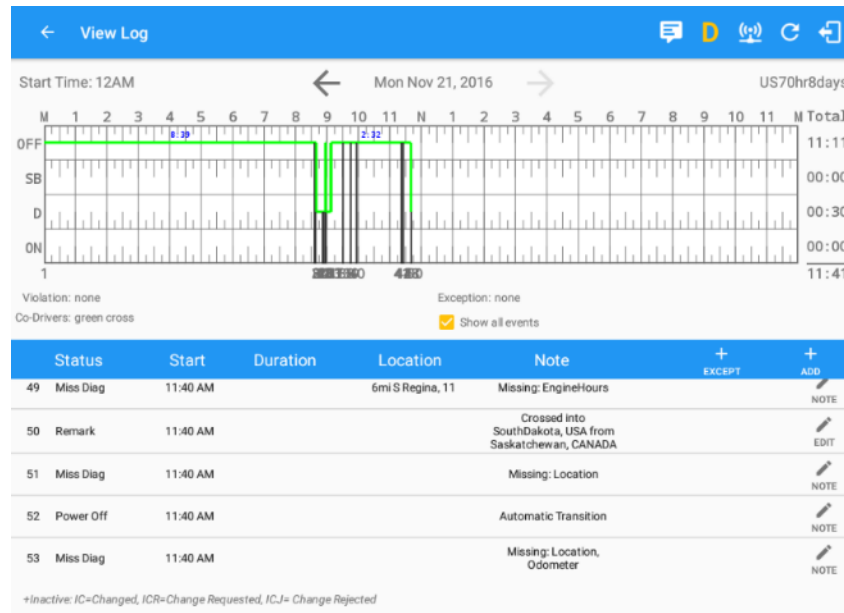 View Log
D
Start Time: 12AM
Mon Nov 21, 2016
US70hr8days
M 1 2 3 4 5 6 7 8 9 10 11 N 1 2 3 4 5 6 7 8 9 10 11 M Total
8:39 2:32
OFF 11:11
SB 00:00
D 00:30
ON 00:00
1
11:41
Violation: none
Exception: none
Co-Drivers: green cross
Show all events
Status Start Duration Location Note + EXCEPT + ADD
49 Miss Diag 11:40 AM 6mi S Regina, 11 Missing: EngineHours NOTE
50 Remark 11:40 AM Crossed into
SouthDakota, USA from
Saskatchewan, CANADA EDIT
51 Miss Diag 11:40 AM Missing: Location NOTE
52 Power Off 11:40 AM Automatic Transition NOTE
53 Miss Diag 11:40 AM Missing: Location,
Odometer NOTE
+Inactive: IC=Changed, ICR=Change Requested, ICJ= Change Rejected